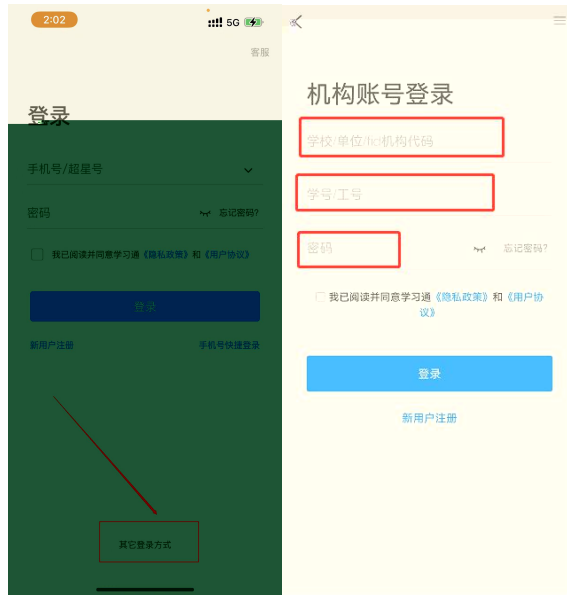 2:02
5G
客服
登录
手机号/超星号
密码
忘记密码?
我已阅读并同意学习通《隐私政策》和《用户协议》
登录
新用户注册
手机号快捷登录
其它登录方式
机构账号登录
学校/单位/fid/机构代码
学号/工号
密码
忘记密码?
我已阅读并同意学习通《隐私政策》和《用户协
议》
登录
新用户注册